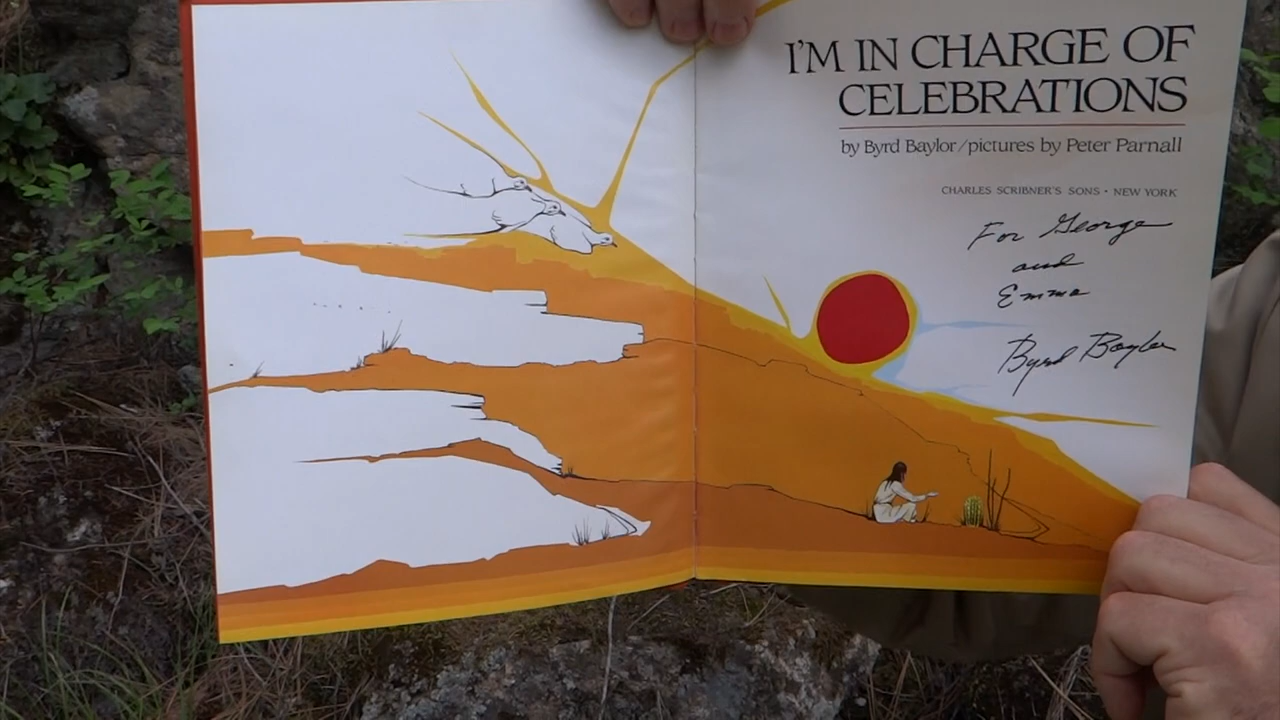 I'M IN CHARGE OF
CELEBRATIONS
by Byrd Baylor/pictures by Peter Parnall
CHARLES SCRIBNER'S SONS • NEW YORK
For George
and
Emma
Byrd Baylor